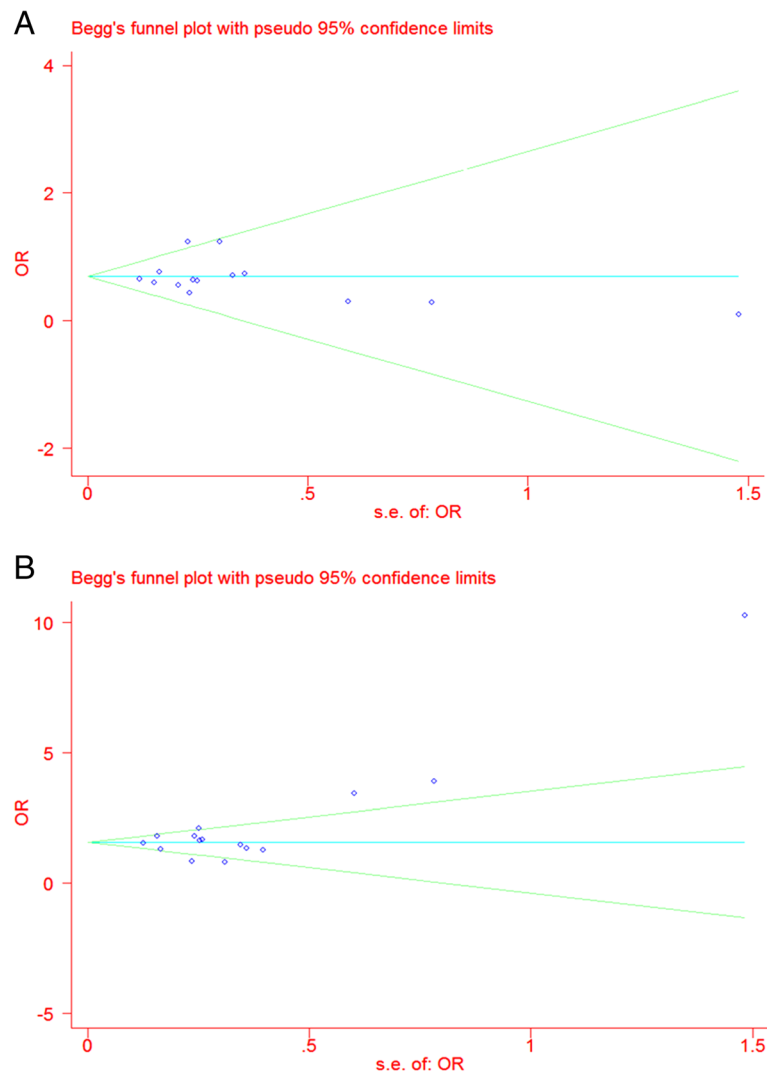 A
Begg's funnel plot with pseudo 95% confidence limits
4
2
0
-2
OR
0
.5
1
1.5
s.e. of: OR
B
Begg's funnel plot with pseudo 95% confidence limits
10
5
0
-5
OR
0
.5
1
1.5
s.e. of: OR